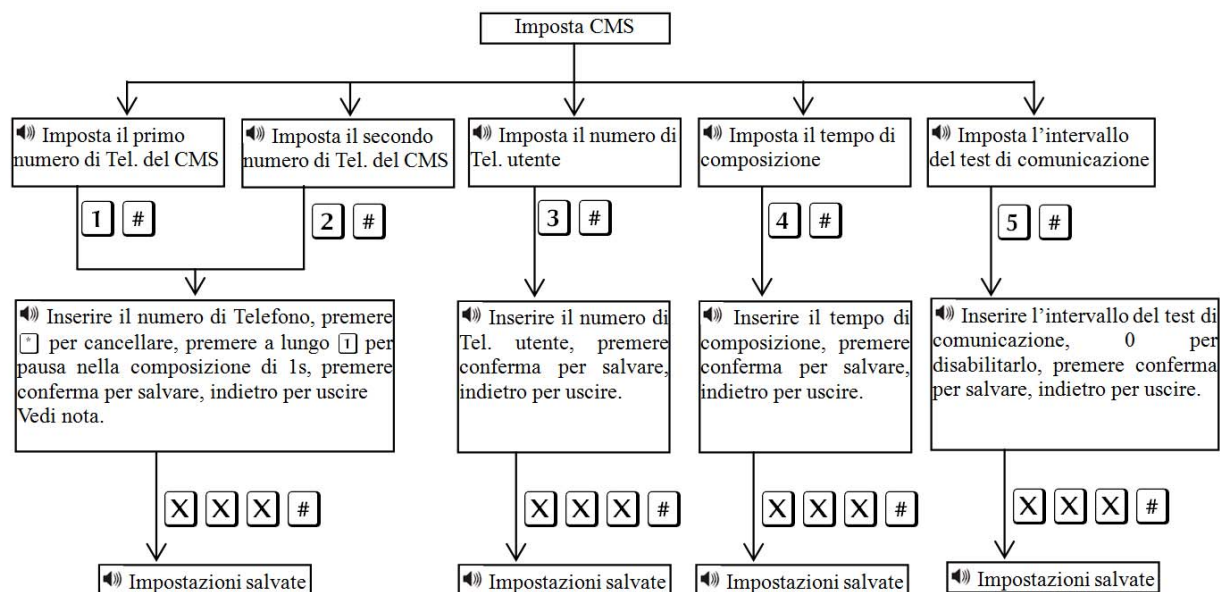 Imposta CMS
Imposta il primo
numero di Tel. del CMS
Imposta il secondo
numero di Tel. del CMS
Imposta il numero di
Tel. utente
Imposta il tempo di
composizione
Imposta l'intervallo
del test di comunicazione
1 #
2 #
3 #
4 #
5 #
Inserire il numero di Telefono, premere
* per cancellare, premere a lungo 1 per
pausa nella composizione di 1s, premere
conferma per salvare, indietro per uscire
Vedi nota.
Inserire il numero di
Tel. utente, premere
conferma per salvare,
indietro per uscire.
Inserire il tempo di
composizione, premere
conferma per salvare,
indietro per uscire.
Inserire l'intervallo del test di
comunicazione, 0 per
disabilitarlo, premere conferma
per salvare, indietro per uscire.
X X X #
X X X #
X X X #
X X X #
Impostazioni salvate
Impostazioni salvate
Impostazioni salvate
Impostazioni salvate